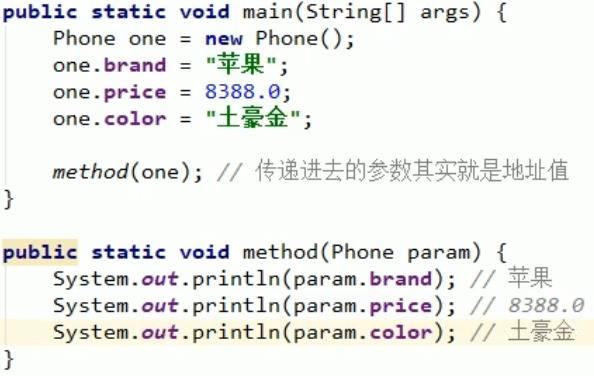 public static void main(String[] args) {
    Phone one = new Phone();
    one.brand = "苹果";
    one.price = 8388.0;
    one.color = "土豪金";

    method(one); // 传递进去的参数其实就是地址值
}

public static void method(Phone param) {
    System.out.println(param.brand); // 苹果
    System.out.println(param.price); // 8388.0
    System.out.println(param.color); // 土豪金
}